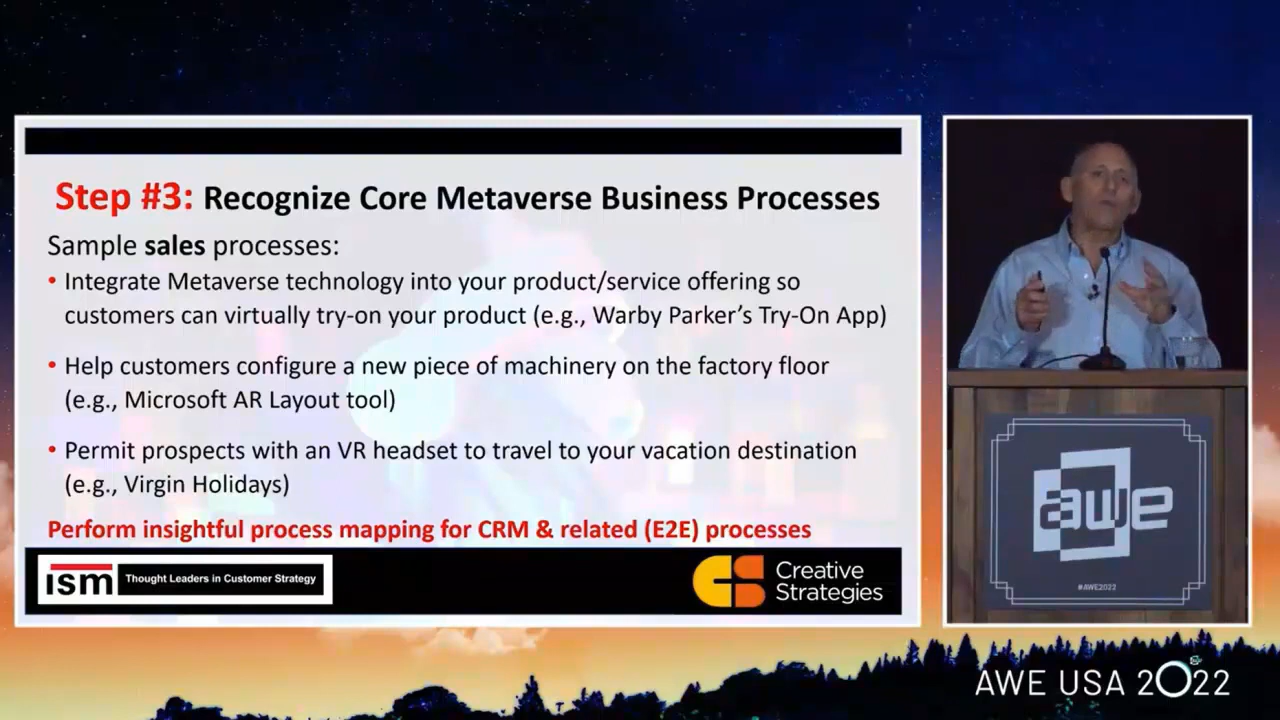 Step #3: Recognize Core Metaverse Business Processes
Sample sales processes:
• Integrate Metaverse technology into your product/service offering so
customers can virtually try-on your product (e.g., Warby Parker’s Try-On App)
• Help customers configure a new piece of machinery on the factory floor
(e.g., Microsoft AR Layout tool)
• Permit prospects with an VR headset to travel to your vacation destination
(e.g., Virgin Holidays)
Perform insightful process mapping for CRM & related (E2E) processes
ism Thought Leaders in Customer Strategy
Creative
Strategies
awe
#AWE2022
AWE USA 2022